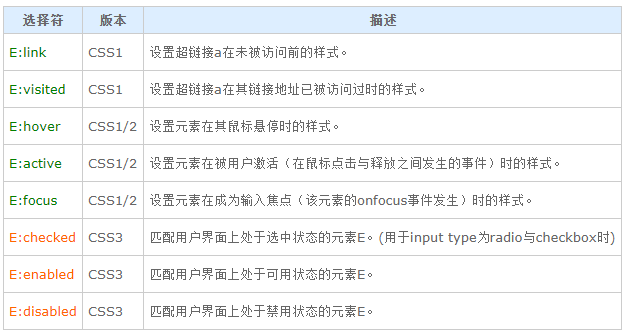 选择符 版本 描述
E:link CSS1 设置超链接a在未被访问前的样式。
E:visited CSS1 设置超链接a在其链接地址已被访问过时的样式。
E:hover CSS1/2 设置元素在其鼠标悬停时的样式。
E:active CSS1/2 设置元素在被用户激活（在鼠标点击与释放之间发生的事件）时的样式。
E:focus CSS1/2 设置元素在成为输入焦点（该元素的onfocus事件发生）时的样式。
E:checked CSS3 匹配用户界面上处于选中状态的元素E。(用于input type为radio与checkbox时)
E:enabled CSS3 匹配用户界面上处于可用状态的元素E。
E:disabled CSS3 匹配用户界面上处于禁用状态的元素E。